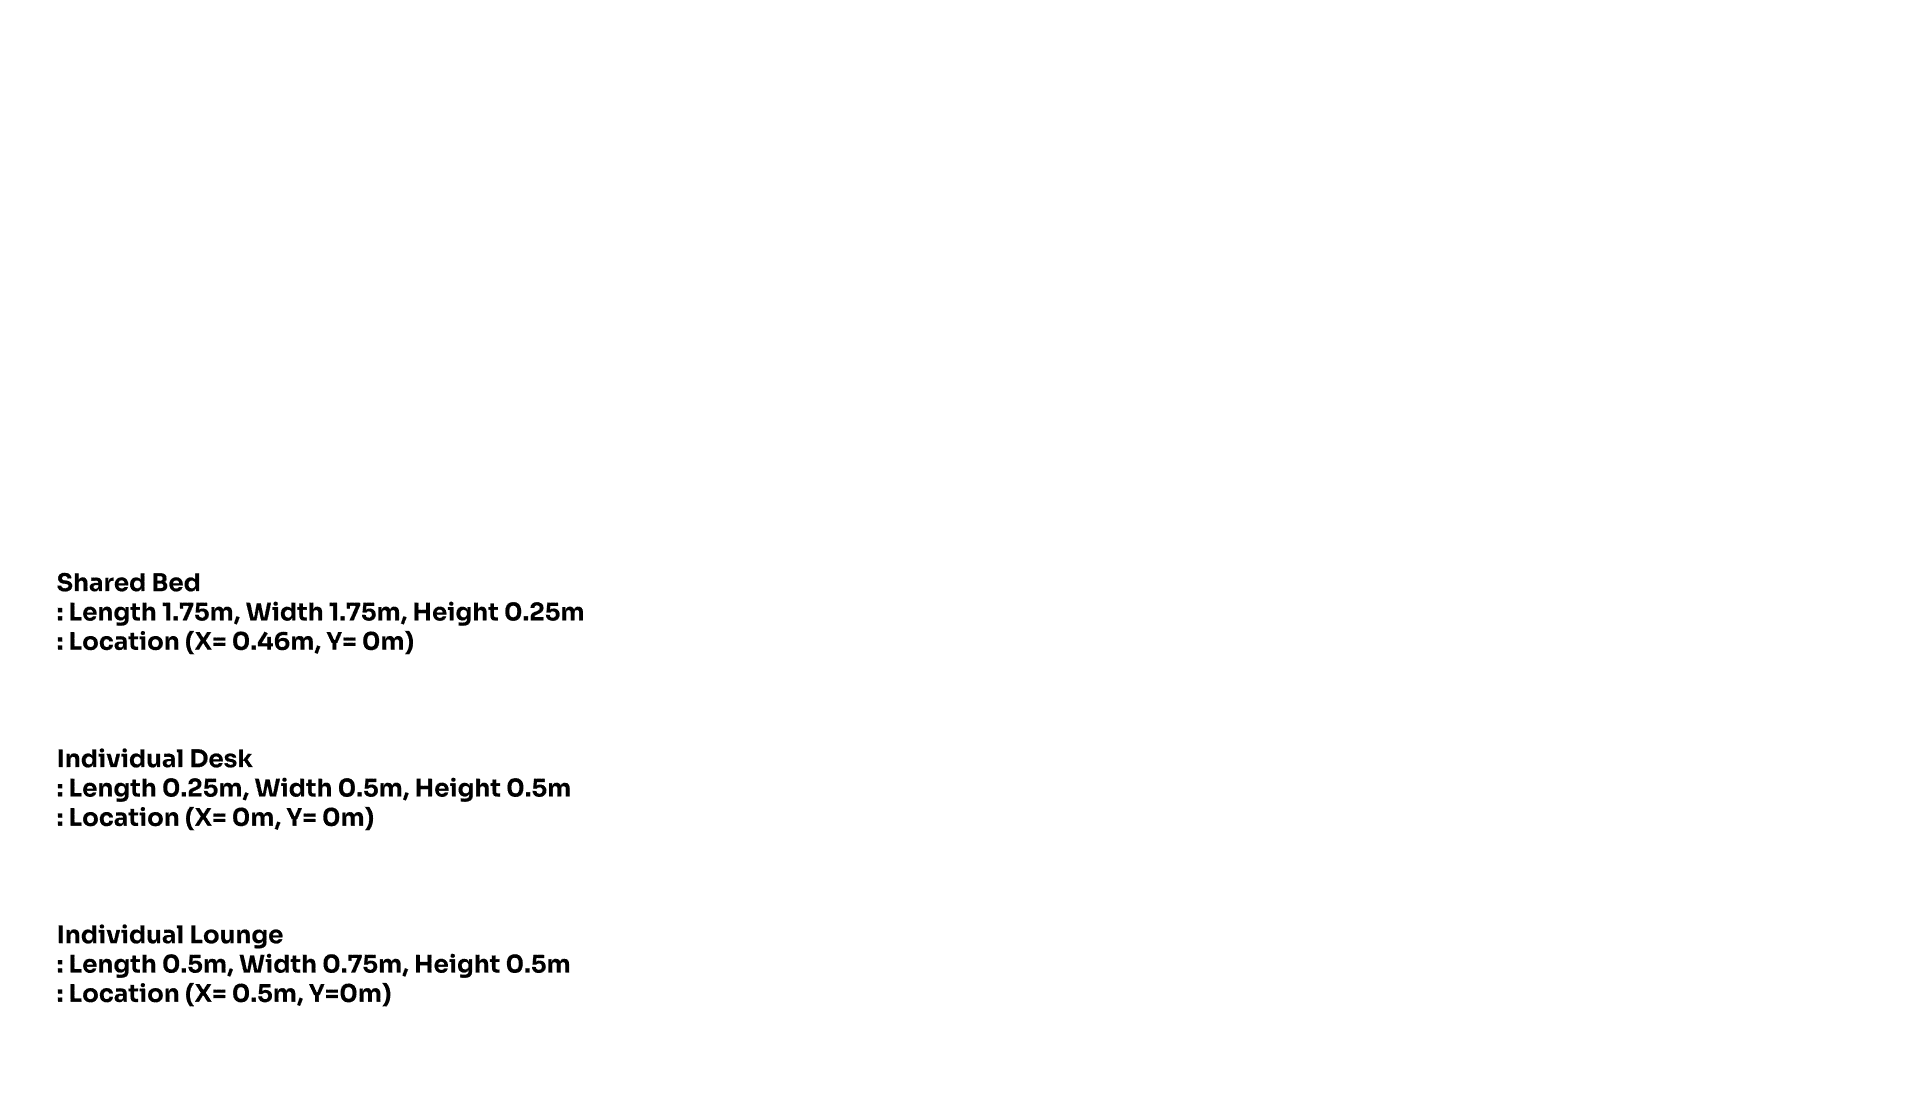 Shared Bed
: Length 1.75m, Width 1.75m, Height 0.25m
: Location (X= 0.46m, Y= 0m)
Individual Desk
: Length 0.25m, Width 0.5m, Height 0.5m
: Location (X= 0m, Y= 0m)
Individual Lounge
: Length 0.5m, Width 0.75m, Height 0.5m
: Location (X= 0.5m, Y=0m)